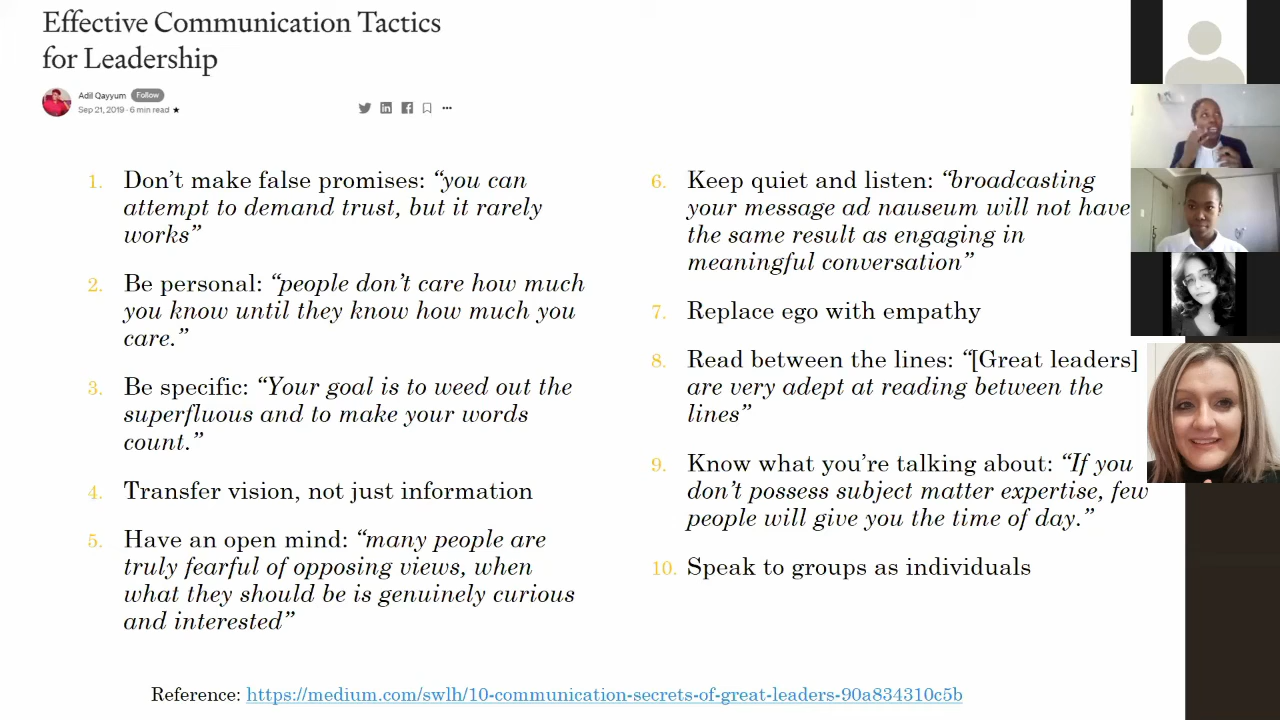 Effective Communication Tactics
for Leadership
Adil Qayyum Follow
Sep 21, 2019 · 6 min read ★
1. Don’t make false promises: “you can
attempt to demand trust, but it rarely
works”
2. Be personal: “people don’t care how much
you know until they know how much you
care.”
3. Be specific: “Your goal is to weed out the
superfluous and to make your words
count.”
4. Transfer vision, not just information
5. Have an open mind: “many people are
truly fearful of opposing views, when
what they should be is genuinely curious
and interested”
6. Keep quiet and listen: “broadcasting
your message ad nauseum will not have
the same result as engaging in
meaningful conversation”
7. Replace ego with empathy
8. Read between the lines: “[Great leaders]
are very adept at reading between the
lines”
9. Know what you’re talking about: “If you
don’t possess subject matter expertise, few
people will give you the time of day.”
10. Speak to groups as individuals
Reference: https://medium.com/swlh/10-communication-secrets-of-great-leaders-90a834310c5b